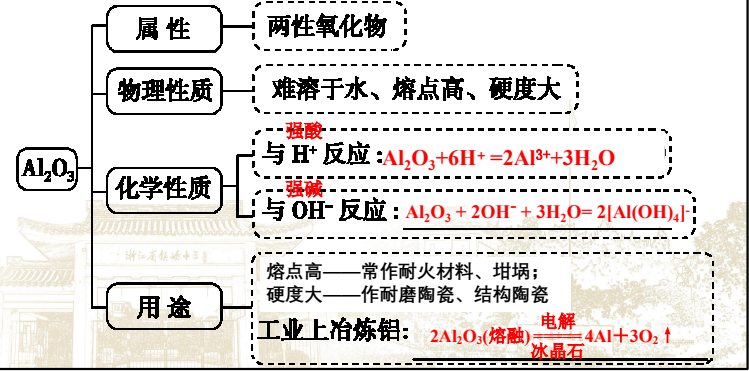 属 性
两性氧化物
物理性质
难溶于水、熔点高、硬度大
Al₂O₃
化学性质
强酸
与 H⁺ 反应：Al₂O₃+6H⁺ =2Al³⁺+3H₂O
强碱
与 OH⁻ 反应：Al₂O₃ + 2OH⁻ + 3H₂O= 2[Al(OH)₄]⁻
用 途
熔点高——常作耐火材料、坩埚；
硬度大——作耐磨陶瓷、结构陶瓷
电解
工业上冶炼铝：2Al₂O₃(熔融)═══4Al＋3O₂↑
冰晶石